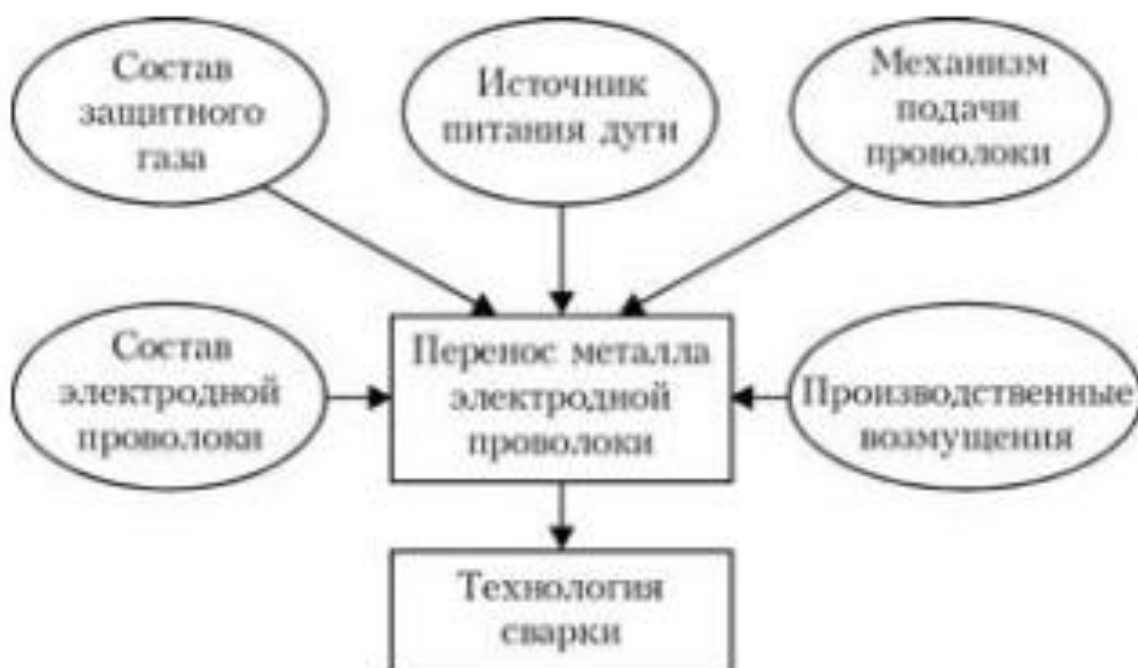 Состав
защитного
газа
Источник
питания дуги
Механизм
подачи
проволоки
Состав
электродной
проволоки
Перенос металла
электродной
проволоки
Производственные
возмущения
Технология
сварки